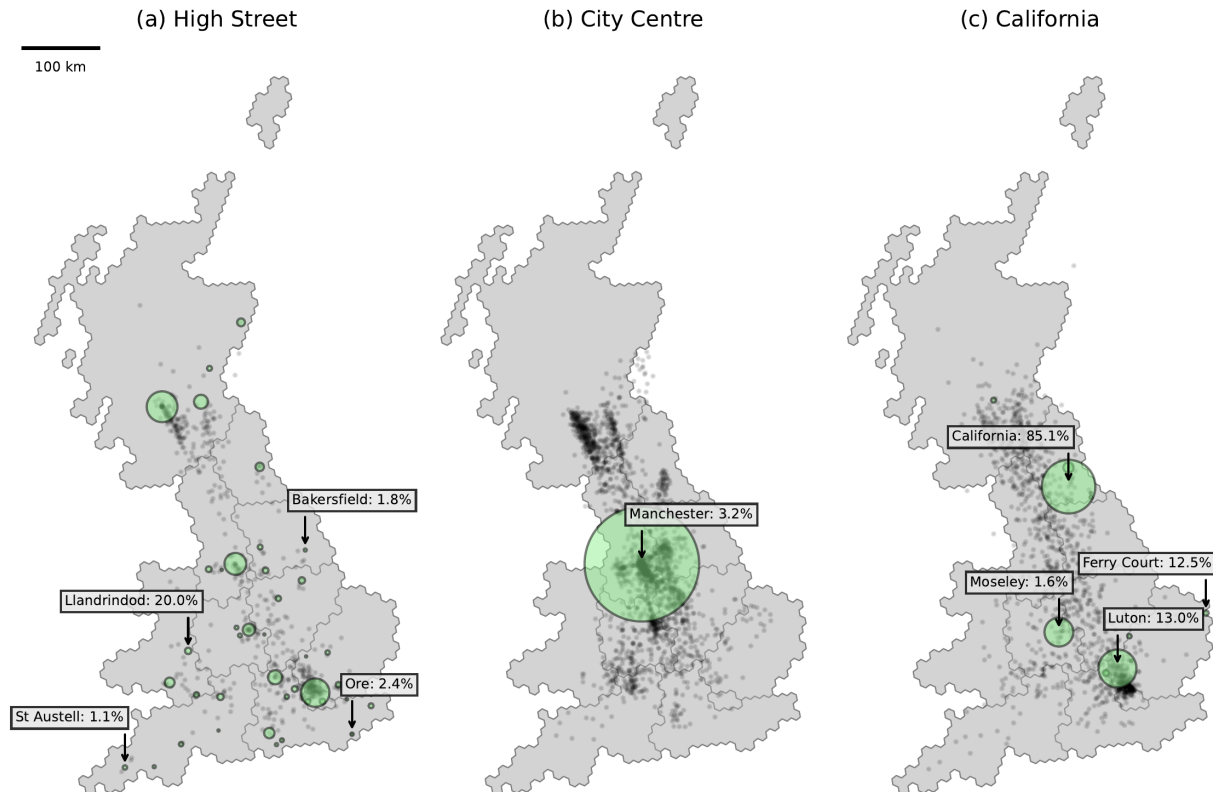 (a) High Street
(b) City Centre
(c) California
100 km
California: 85.1%
Bakersfield: 1.8%
Manchester: 3.2%
Ferry Court: 12.5%
Moseley: 1.6%
Llandrindod: 20.0%
Luton: 13.0%
Ore: 2.4%
St Austell: 1.1%